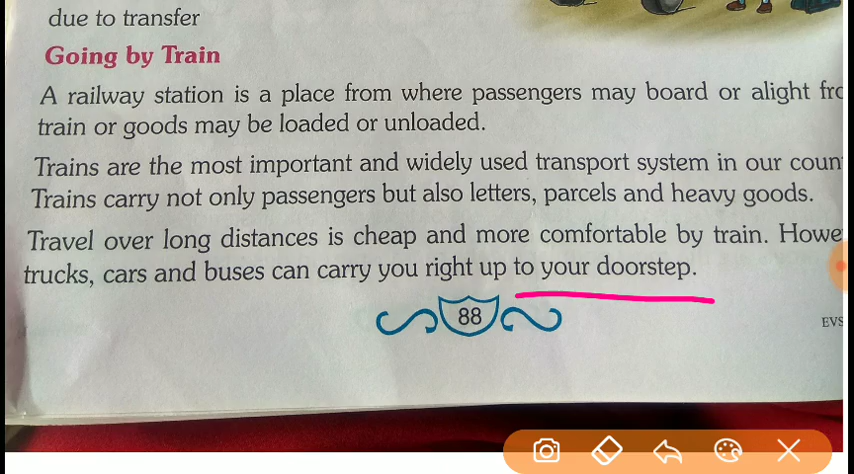 due to transfer
Going by Train
A railway station is a place from where passengers may board or alight
train or goods may be loaded or unloaded.
Trains are the most important and widely used transport system in our
Trains carry not only passengers but also letters, parcels and heavy goods.
Travel over long distances is cheap and more comfortable by train.
trucks, cars and buses can carry you right up to your doorstep.
88
EVS